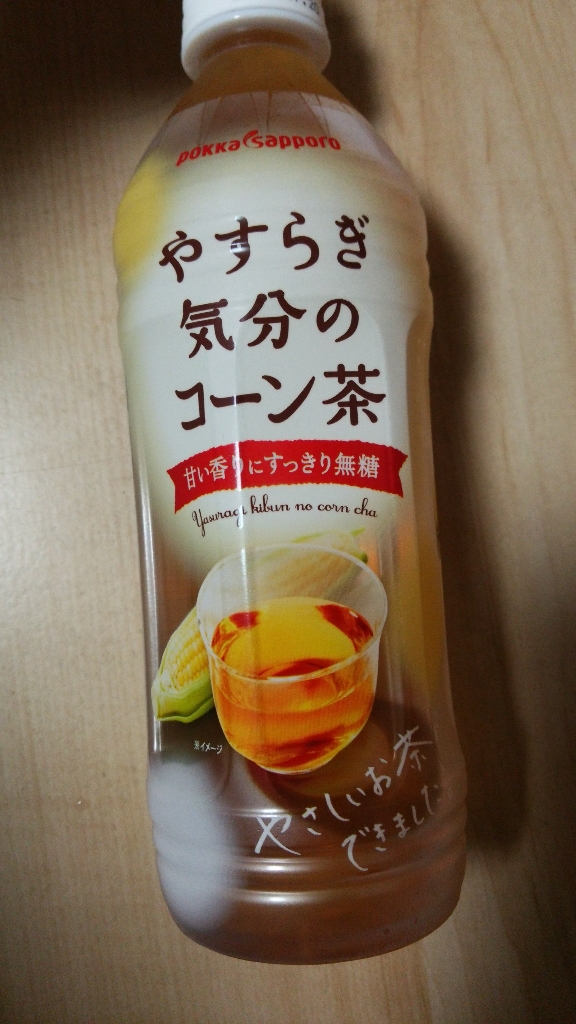 pokka sapporo
やすらぎ
気分の
コーン茶
甘い香りにすっきり無糖
Yasuragi kibun no corn cha
※イメージ
やさしいお茶
できました